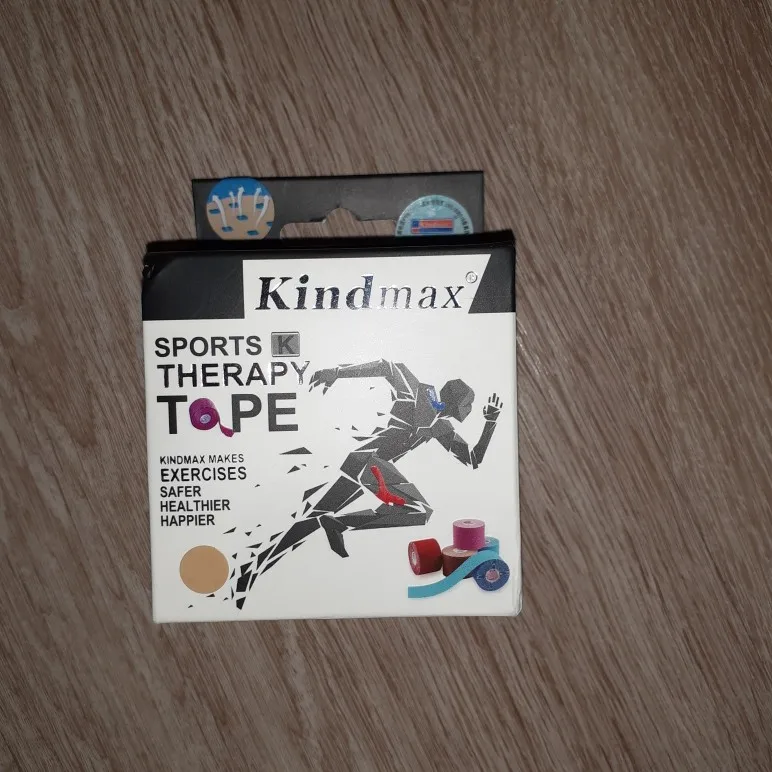 Kindmax®
SPORTS K
THERAPY
TAPE
KINDMAX MAKES
EXERCISES
SAFER
HEALTHIER
HAPPIER